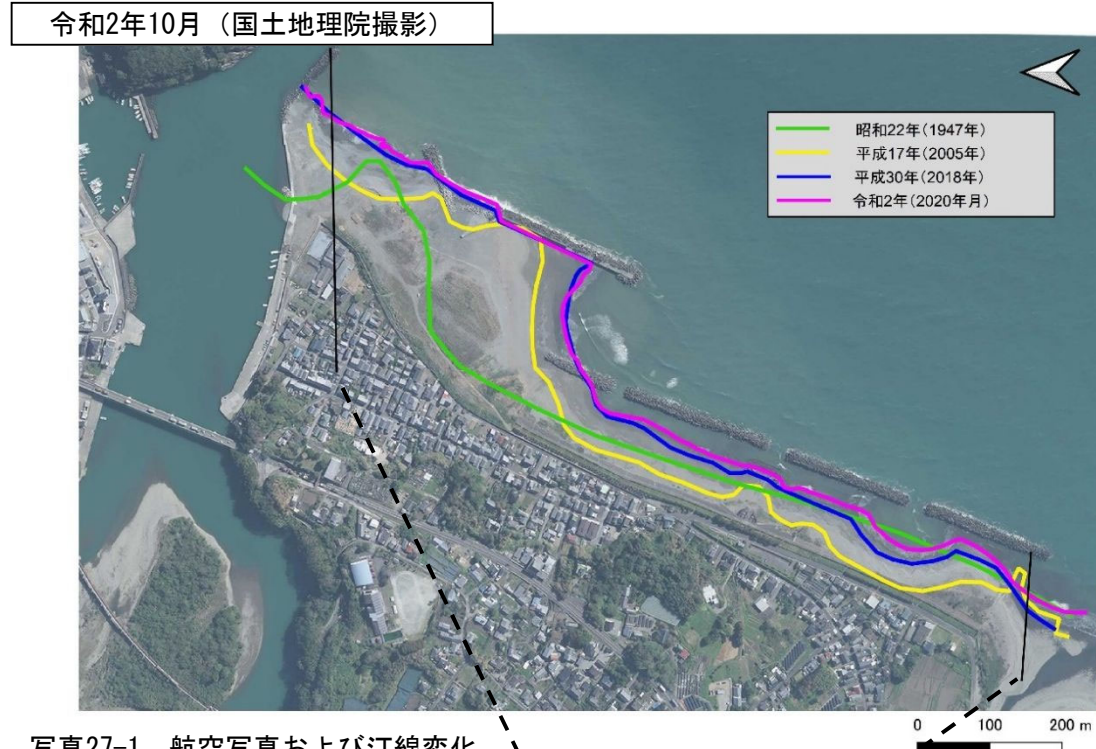 令和2年10月（国土地理院撮影）
昭和22年(1947年)
平成17年(2005年)
平成30年(2018年)
令和2年(2020年月)
0 100 200 m
写真27-1 航空写真および汀線変化